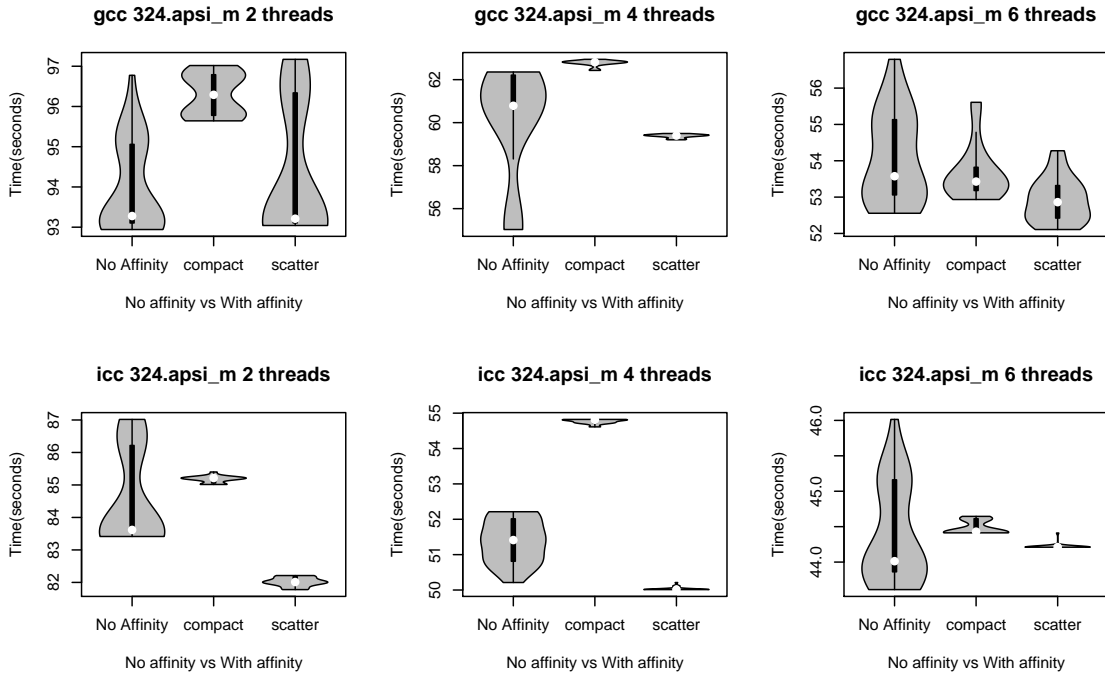 gcc 324.apsi_m 2 threads
Time(seconds)
93 94 95 96 97
No Affinity compact scatter
No affinity vs With affinity
gcc 324.apsi_m 4 threads
Time(seconds)
56 58 60 62
No Affinity compact scatter
No affinity vs With affinity
gcc 324.apsi_m 6 threads
Time(seconds)
52 53 54 55 56
No Affinity compact scatter
No affinity vs With affinity
icc 324.apsi_m 2 threads
Time(seconds)
82 83 84 85 86 87
No Affinity compact scatter
No affinity vs With affinity
icc 324.apsi_m 4 threads
Time(seconds)
50 51 52 53 54 55
No Affinity compact scatter
No affinity vs With affinity
icc 324.apsi_m 6 threads
Time(seconds)
44.0 45.0 46.0
No Affinity compact scatter
No affinity vs With affinity